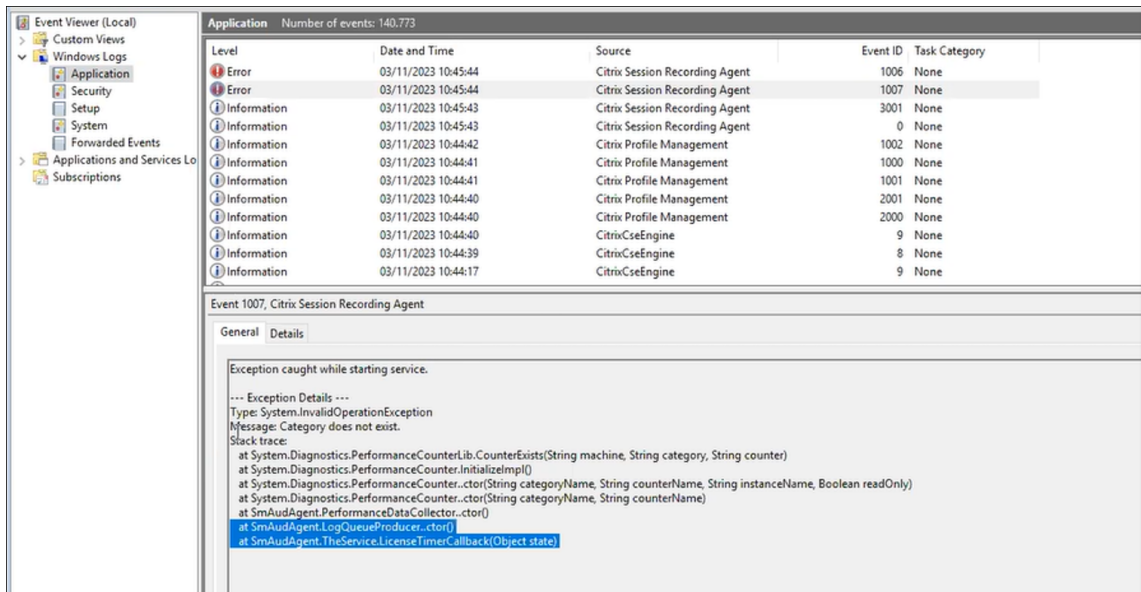 Event Viewer (Local)
Custom Views
Windows Logs
Application
Security
Setup
System
Forwarded Events
Applications and Services Lo
Subscriptions
Application Number of events: 140.773
Level Date and Time Source Event ID Task Category
Error 03/11/2023 10:45:44 Citrix Session Recording Agent 1006 None
Error 03/11/2023 10:45:44 Citrix Session Recording Agent 1007 None
Information 03/11/2023 10:45:43 Citrix Session Recording Agent 3001 None
Information 03/11/2023 10:45:43 Citrix Session Recording Agent 0 None
Information 03/11/2023 10:44:42 Citrix Profile Management 1002 None
Information 03/11/2023 10:44:41 Citrix Profile Management 1000 None
Information 03/11/2023 10:44:41 Citrix Profile Management 1001 None
Information 03/11/2023 10:44:40 Citrix Profile Management 2001 None
Information 03/11/2023 10:44:40 Citrix Profile Management 2000 None
Information 03/11/2023 10:44:40 CitrixCseEngine 9 None
Information 03/11/2023 10:44:39 CitrixCseEngine 8 None
Information 03/11/2023 10:44:17 CitrixCseEngine 9 None
Event 1007, Citrix Session Recording Agent
General Details
Exception caught while starting service.
--- Exception Details ---
Type: System.InvalidOperationException
Message: Category does not exist.
Stack trace:
at System.Diagnostics.PerformanceCounterLib.CounterExists(String machine, String category, String counter)
at System.Diagnostics.PerformanceCounter.InitializeImpl()
at System.Diagnostics.PerformanceCounter..ctor(String categoryName, String counterName, String instanceName, Boolean readOnly)
at System.Diagnostics.PerformanceCounter..ctor(String categoryName, String counterName)
at SmAudAgent.PerformanceDataCollector..ctor()
at SmAudAgent.LogQueueProducer..ctor()
at SmAudAgent.TheService.LicenseTimerCallback(Object state)